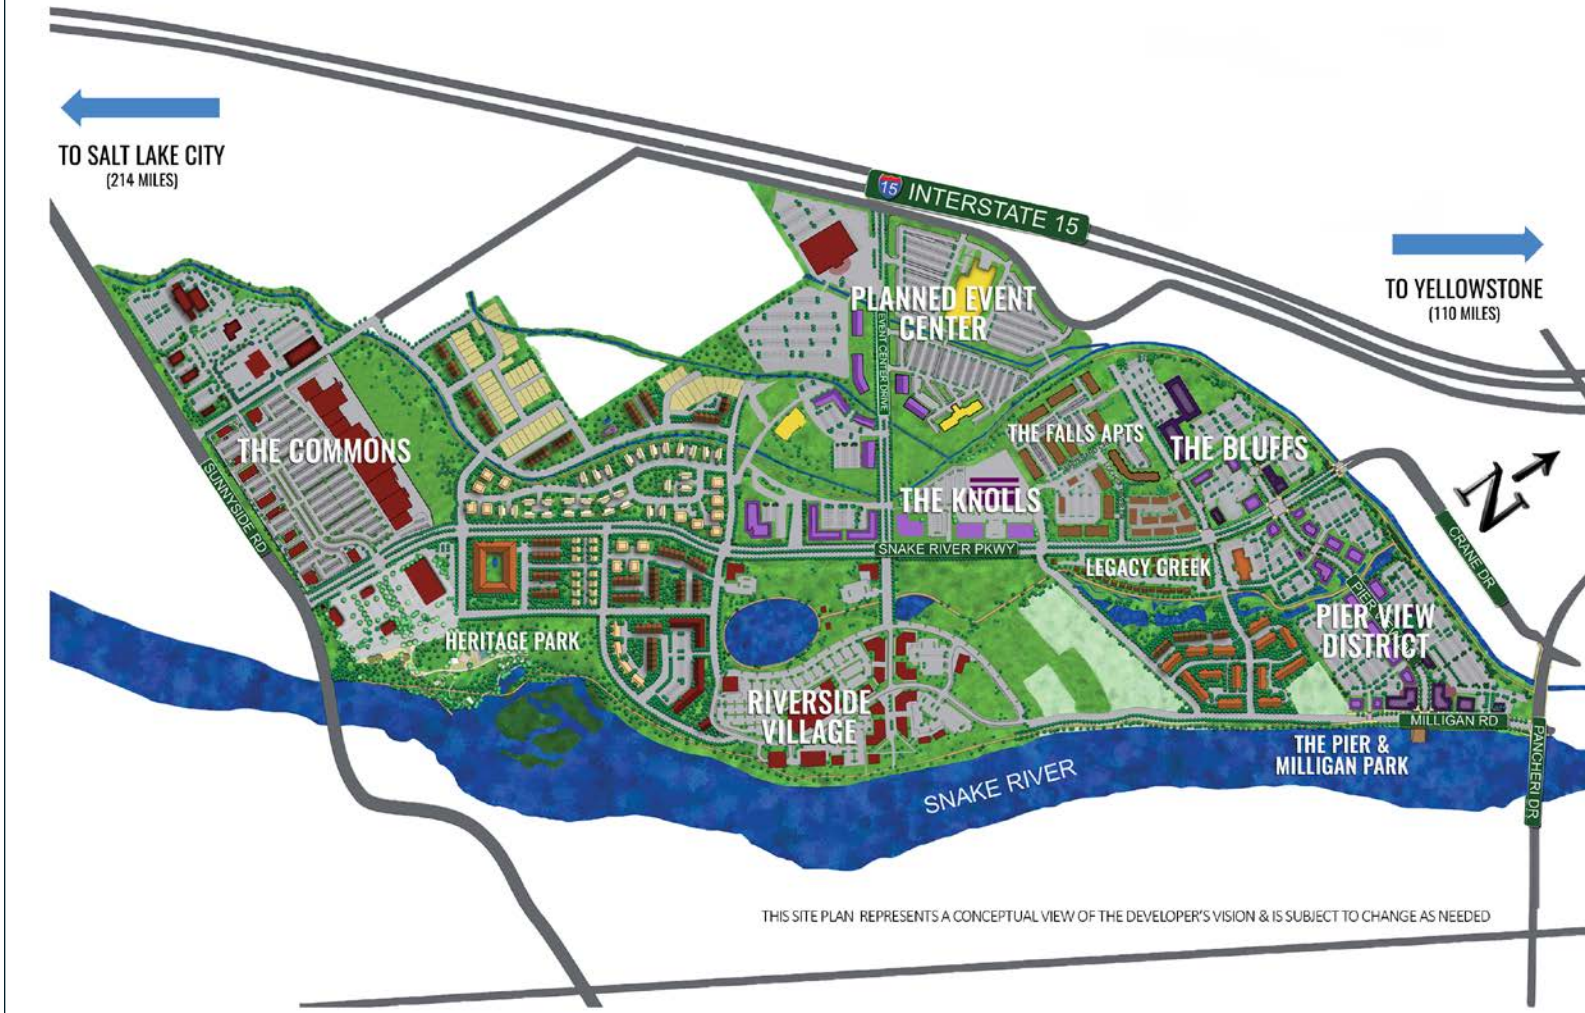 TO SALT LAKE CITY
(214 MILES)
15 INTERSTATE 15
TO YELLOWSTONE
(110 MILES)
PLANNED EVENT
CENTER
EVENT CENTER DRIVE
THE COMMONS
SUNNYSIDE RD
THE FALLS APTS
THE BLUFFS
THE KNOLLS
N
SNAKE RIVER PKWY
LEGACY CREEK
CRANE DR
PIER
PIER VIEW
DISTRICT
HERITAGE PARK
RIVERSIDE
VILLAGE
MILLIGAN RD
THE PIER &
MILLIGAN PARK
PANCHERI DR
SNAKE RIVER
THIS SITE PLAN REPRESENTS A CONCEPTUAL VIEW OF THE DEVELOPER'S VISION & IS SUBJECT TO CHANGE AS NEEDED